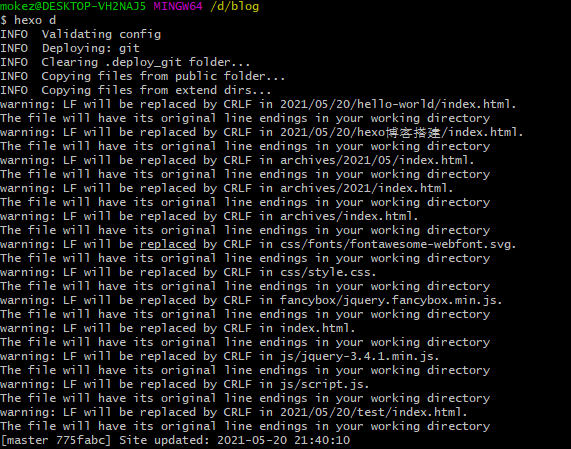 mokez@DESKTOP-VH2NAJ5 MINGW64 /d/blog
$ hexo d
INFO  Validating config
INFO  Deploying: git
INFO  Clearing .deploy_git folder...
INFO  Copying files from public folder...
INFO  Copying files from extend dirs...
warning: LF will be replaced by CRLF in 2021/05/20/hello-world/index.html.
The file will have its original line endings in your working directory
warning: LF will be replaced by CRLF in 2021/05/20/hexo博客搭建/index.html.
The file will have its original line endings in your working directory
warning: LF will be replaced by CRLF in archives/2021/05/index.html.
The file will have its original line endings in your working directory
warning: LF will be replaced by CRLF in archives/2021/index.html.
The file will have its original line endings in your working directory
warning: LF will be replaced by CRLF in archives/index.html.
The file will have its original line endings in your working directory
warning: LF will be replaced by CRLF in css/fonts/fontawesome-webfont.svg.
The file will have its original line endings in your working directory
warning: LF will be replaced by CRLF in css/style.css.
The file will have its original line endings in your working directory
warning: LF will be replaced by CRLF in fancybox/jquery.fancybox.min.js.
The file will have its original line endings in your working directory
warning: LF will be replaced by CRLF in index.html.
The file will have its original line endings in your working directory
warning: LF will be replaced by CRLF in js/jquery-3.4.1.min.js.
The file will have its original line endings in your working directory
warning: LF will be replaced by CRLF in js/script.js.
The file will have its original line endings in your working directory
warning: LF will be replaced by CRLF in 2021/05/20/test/index.html.
The file will have its original line endings in your working directory
[master 775fabc] Site updated: 2021-05-20 21:40:10